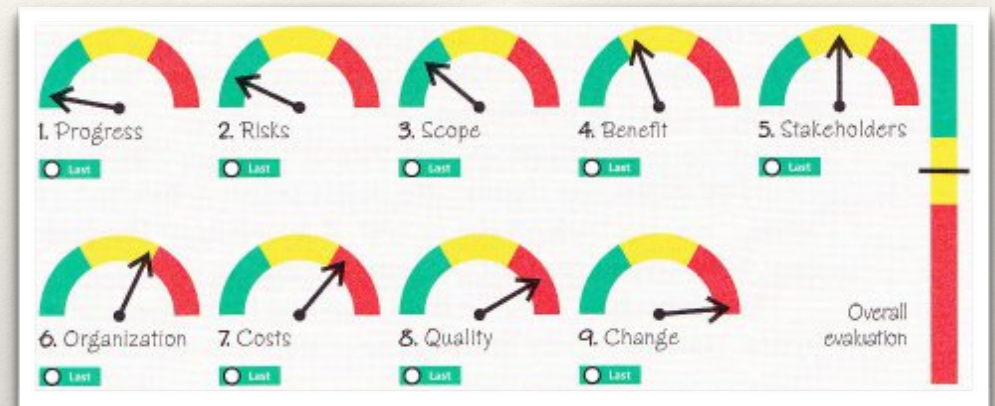 1. Progress
2. Risks
3. Scope
4. Benefit
5. Stakeholders
Last
Last
Last
Last
Last
6. Organization
7. Costs
8. Quality
9. Change
Overall
evaluation
Last
Last
Last
Last